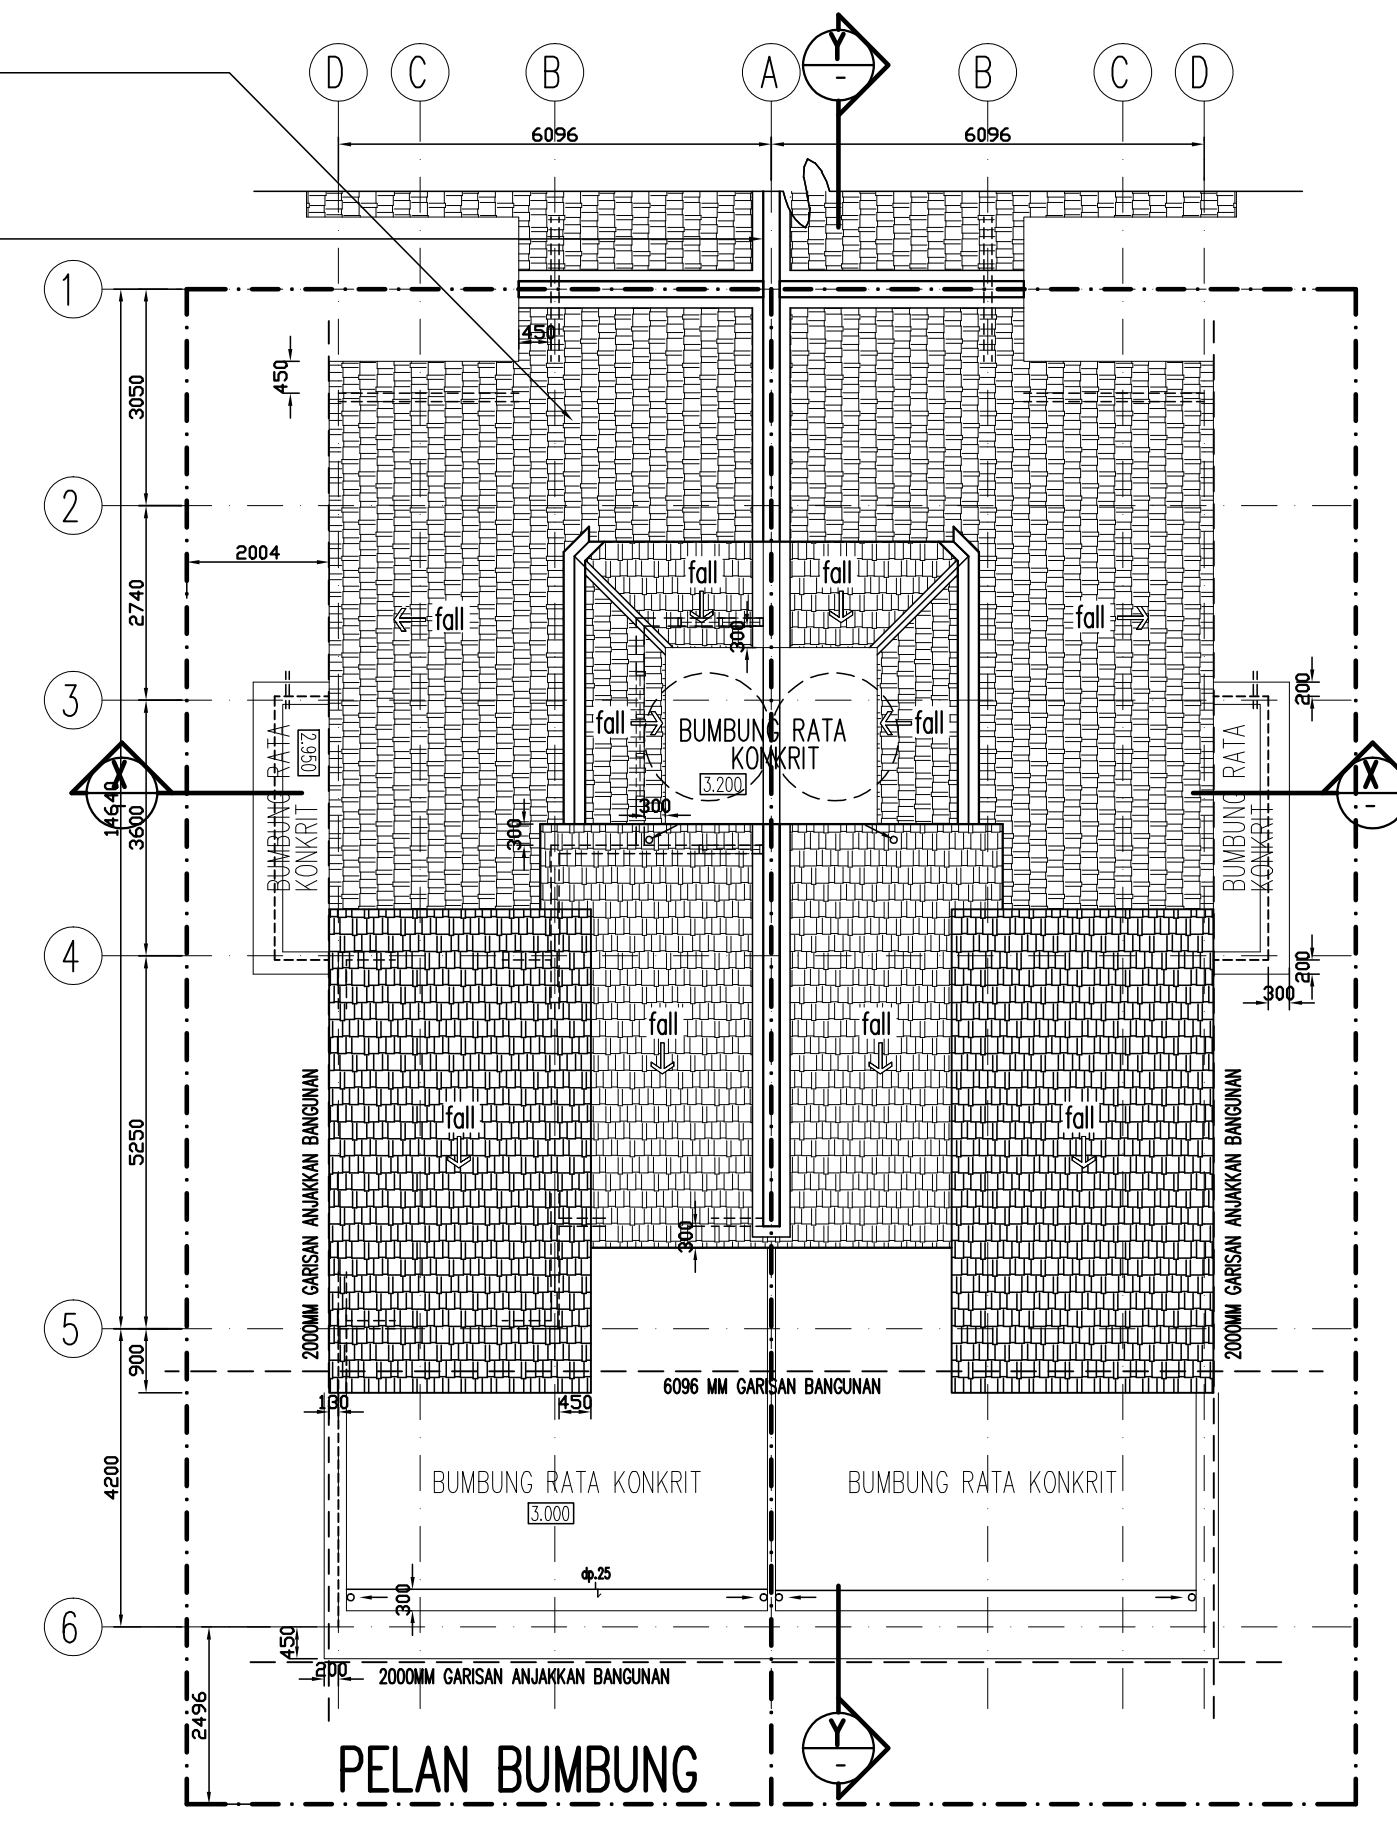 D C B A B C D
Y
-
6096 6096
1
450
450
3050
2
2004
2740
fall fall
fall fall
300
3
200
fall fall
BUMBUNG RATA
KONKRIT
3.200
BUMBUNG RATA
KONKRIT
2.950
BUMBUNG RATA
KONKRIT
X
X
-
14640
3600
300
300
4
200
300
fall fall
fall fall
5250
2000MM GARISAN ANJAKKAN BANGUNAN
2000MM GARISAN ANJAKKAN BANGUNAN
300
5
900
6096 MM GARISAN BANGUNAN
130 450
4200
BUMBUNG RATA KONKRIT BUMBUNG RATA KONKRIT
3.000
dp.25
300
6
450
200
2000MM GARISAN ANJAKKAN BANGUNAN
2496
Y
-
PELAN BUMBUNG